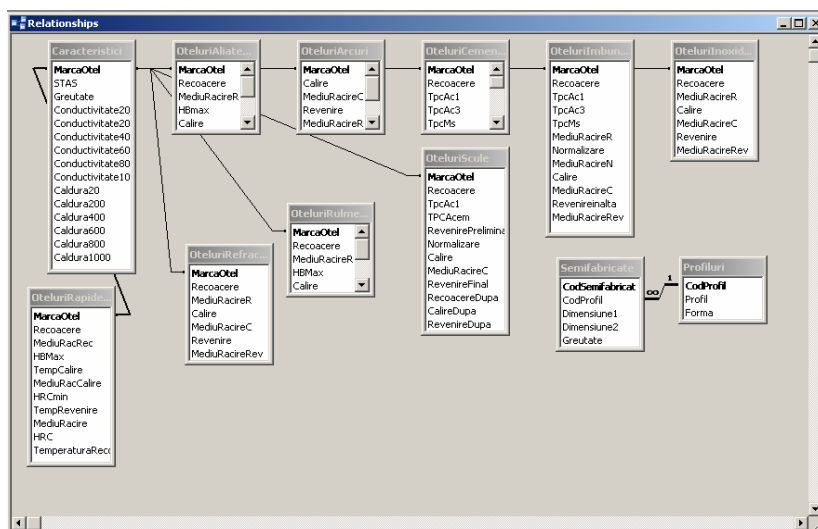 Relationships
Caracteristici
MarcaOtel
STAS
Greutate
Conductivitate20
Conductivitate20
Conductivitate40
Conductivitate60
Conductivitate80
Conductivitate10
Caldura20
Caldura200
Caldura400
Caldura600
Caldura800
Caldura1000
OteluriAliate...
MarcaOtel
Recoacere
MediuRacireR
HBmax
Calire
OteluriArcuri
MarcaOtel
Calire
MediuRacireC
Revenire
MediuRacireR
OteluriCemen...
MarcaOtel
Recoacere
TpcAc1
TpcAc3
TpcMs
OteluriImbun...
MarcaOtel
Recoacere
TpcAc1
TpcAc3
TpcMs
MediuRacireR
Normalizare
MediuRacireN
Calire
MediuRacireC
Revenireinalta
MediuRacireRev
OteluriInoxid...
MarcaOtel
Recoacere
MediuRacireR
Calire
MediuRacireC
Revenire
MediuRacireRev
OteluriScule
MarcaOtel
Recoacere
TpcAc1
TPCAcem
RevenirePrelimina
Normalizare
Calire
MediuRacireC
RevenireFinal
RecoacereDupa
CalireDupa
RevenireDupa
OteluriRulme...
MarcaOtel
Recoacere
MediuRacireR
HBMax
Calire
OteluriRefrac...
MarcaOtel
Recoacere
MediuRacireR
Calire
MediuRacireC
Revenire
MediuRacireRev
OteluriRapide...
MarcaOtel
Recoacere
MediuRacRec
HBMax
TempCalire
MediuRacCalire
HRCmin
TempRevenire
MediuRacire
HRC
TemperaturaReco
Semifabricate
CodSemifabricat
CodProfil
Dimensiune1
Dimensiune2
Greutate
∞
1
Profiluri
CodProfil
Profil
Forma